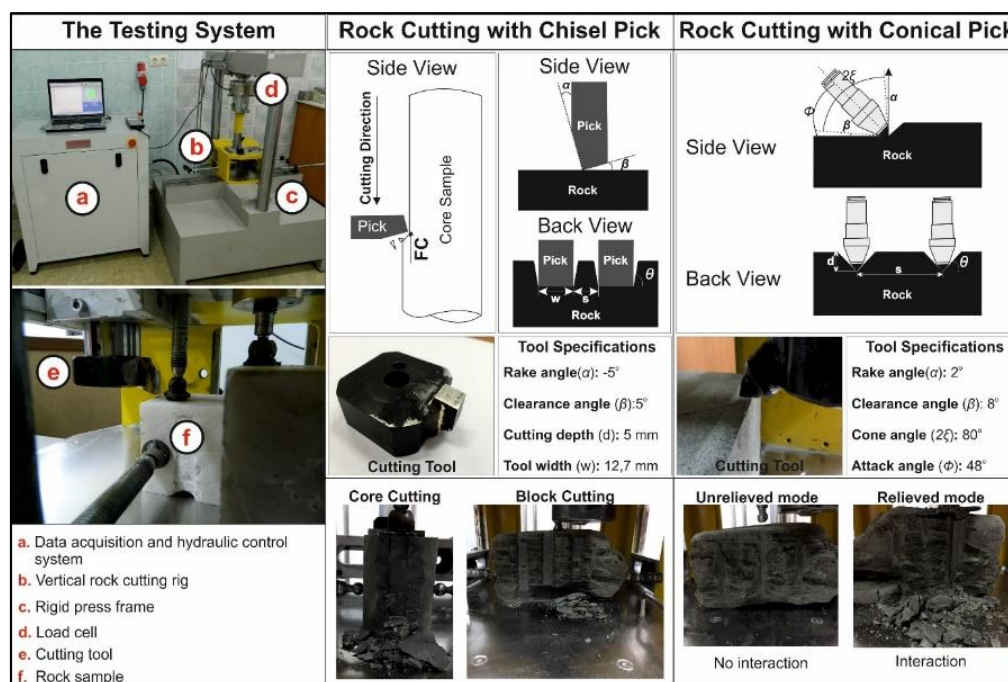 The Testing System
a
b
c
d
e
f
a. Data acquisition and hydraulic control
system
b. Vertical rock cutting rig
c. Rigid press frame
d. Load cell
e. Cutting tool
f. Rock sample
Rock Cutting with Chisel Pick
Side View
Cutting Direction
Pick
FC
Core Sample
Side View
α
Pick
β
Rock
Back View
Pick
Pick
θ
w
s
Rock
Cutting Tool
Tool Specifications
Rake angle(α): -5°
Clearance angle (β):5°
Cutting depth (d): 5 mm
Tool width (w): 12,7 mm
Core Cutting
Block Cutting
Rock Cutting with Conical Pick
Side View
2ξ
α
Φ
β
Rock
Back View
d
s
θ
Rock
Cutting Tool
Tool Specifications
Rake angle(α): 2°
Clearance angle (β): 8°
Cone angle (2ξ): 80°
Attack angle (Φ): 48°
Unrelieved mode
Relieved mode
No interaction
Interaction